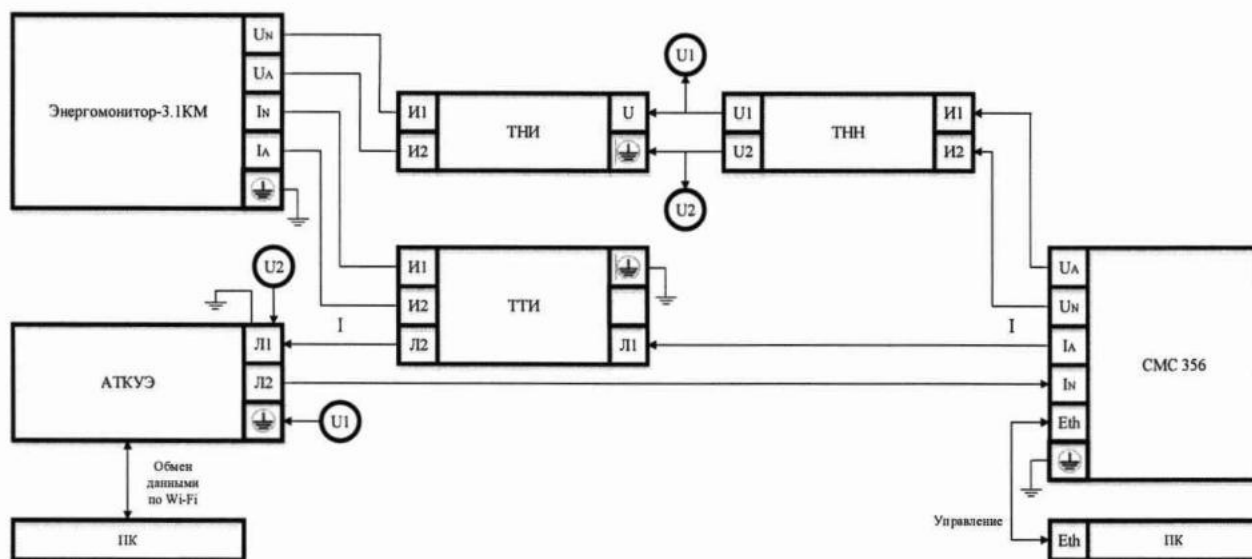 Энергомонитор-3.1КМ
UN
UA
IN
IA
И1
И2
ТНИ
U
U1
U2
U1
U2
ТНН
И1
И2
И1
И2
Л2
ТТИ
Л1
I
I
UA
UN
IA
IN
Eth
СМС 356
U2
АТКУЭ
Л1
Л2
U1
Обмен
данными
по Wi-Fi
ПК
Управление
Eth
ПК